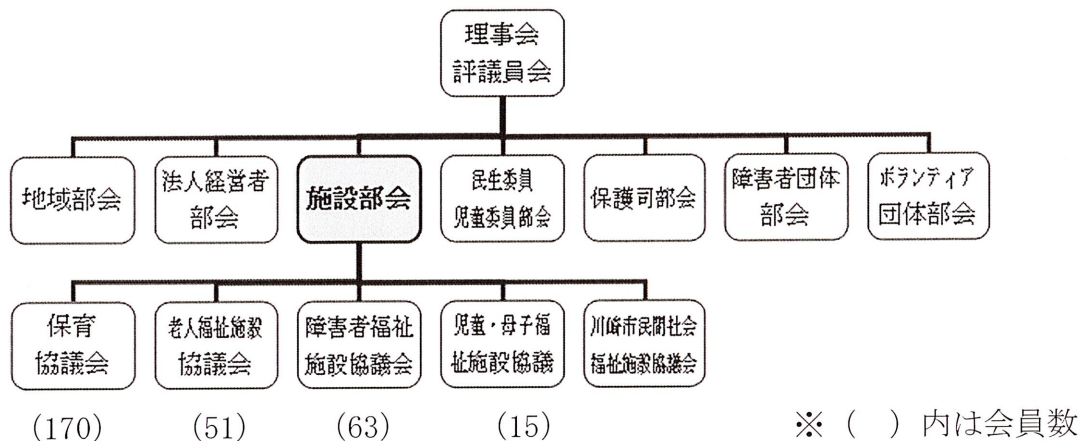 理事会
評議員会
地域部会
法人経営者
部会
施設部会
民生委員
児童委員部会
保護司部会
障害者団体
部会
ボランティア
団体部会
保育
協議会
老人福祉施設
協議会
障害者福祉
施設協議会
児童・母子福
祉施設協議
川崎市民間社会
福祉施設協議会
(170)
(51)
(63)
(15)
※（　）内は会員数